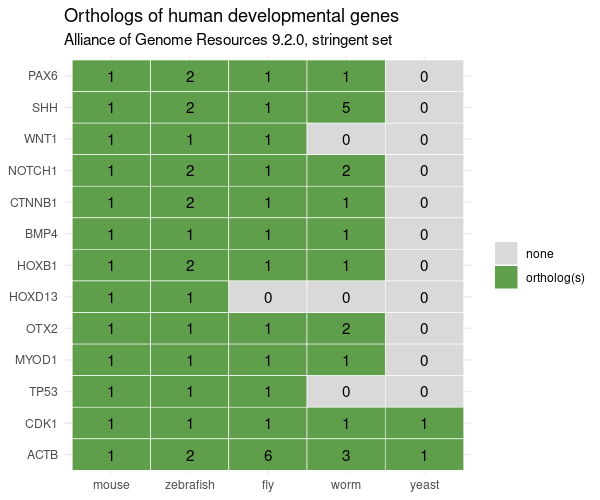 Orthologs of human developmental genes
Alliance of Genome Resources 9.2.0, stringent set
PAX6 1 2 1 1 0
SHH 1 2 1 5 0
WNT1 1 1 1 0 0
NOTCH1 1 2 1 2 0
CTNNB1 1 2 1 1 0
BMP4 1 1 1 1 0
HOXB1 1 2 1 1 0
HOXD13 1 1 0 0 0
OTX2 1 1 1 2 0
MYOD1 1 1 1 1 0
TP53 1 1 1 0 0
CDK1 1 1 1 1 1
ACTB 1 2 6 3 1
mouse zebrafish fly worm yeast
none
ortholog(s)